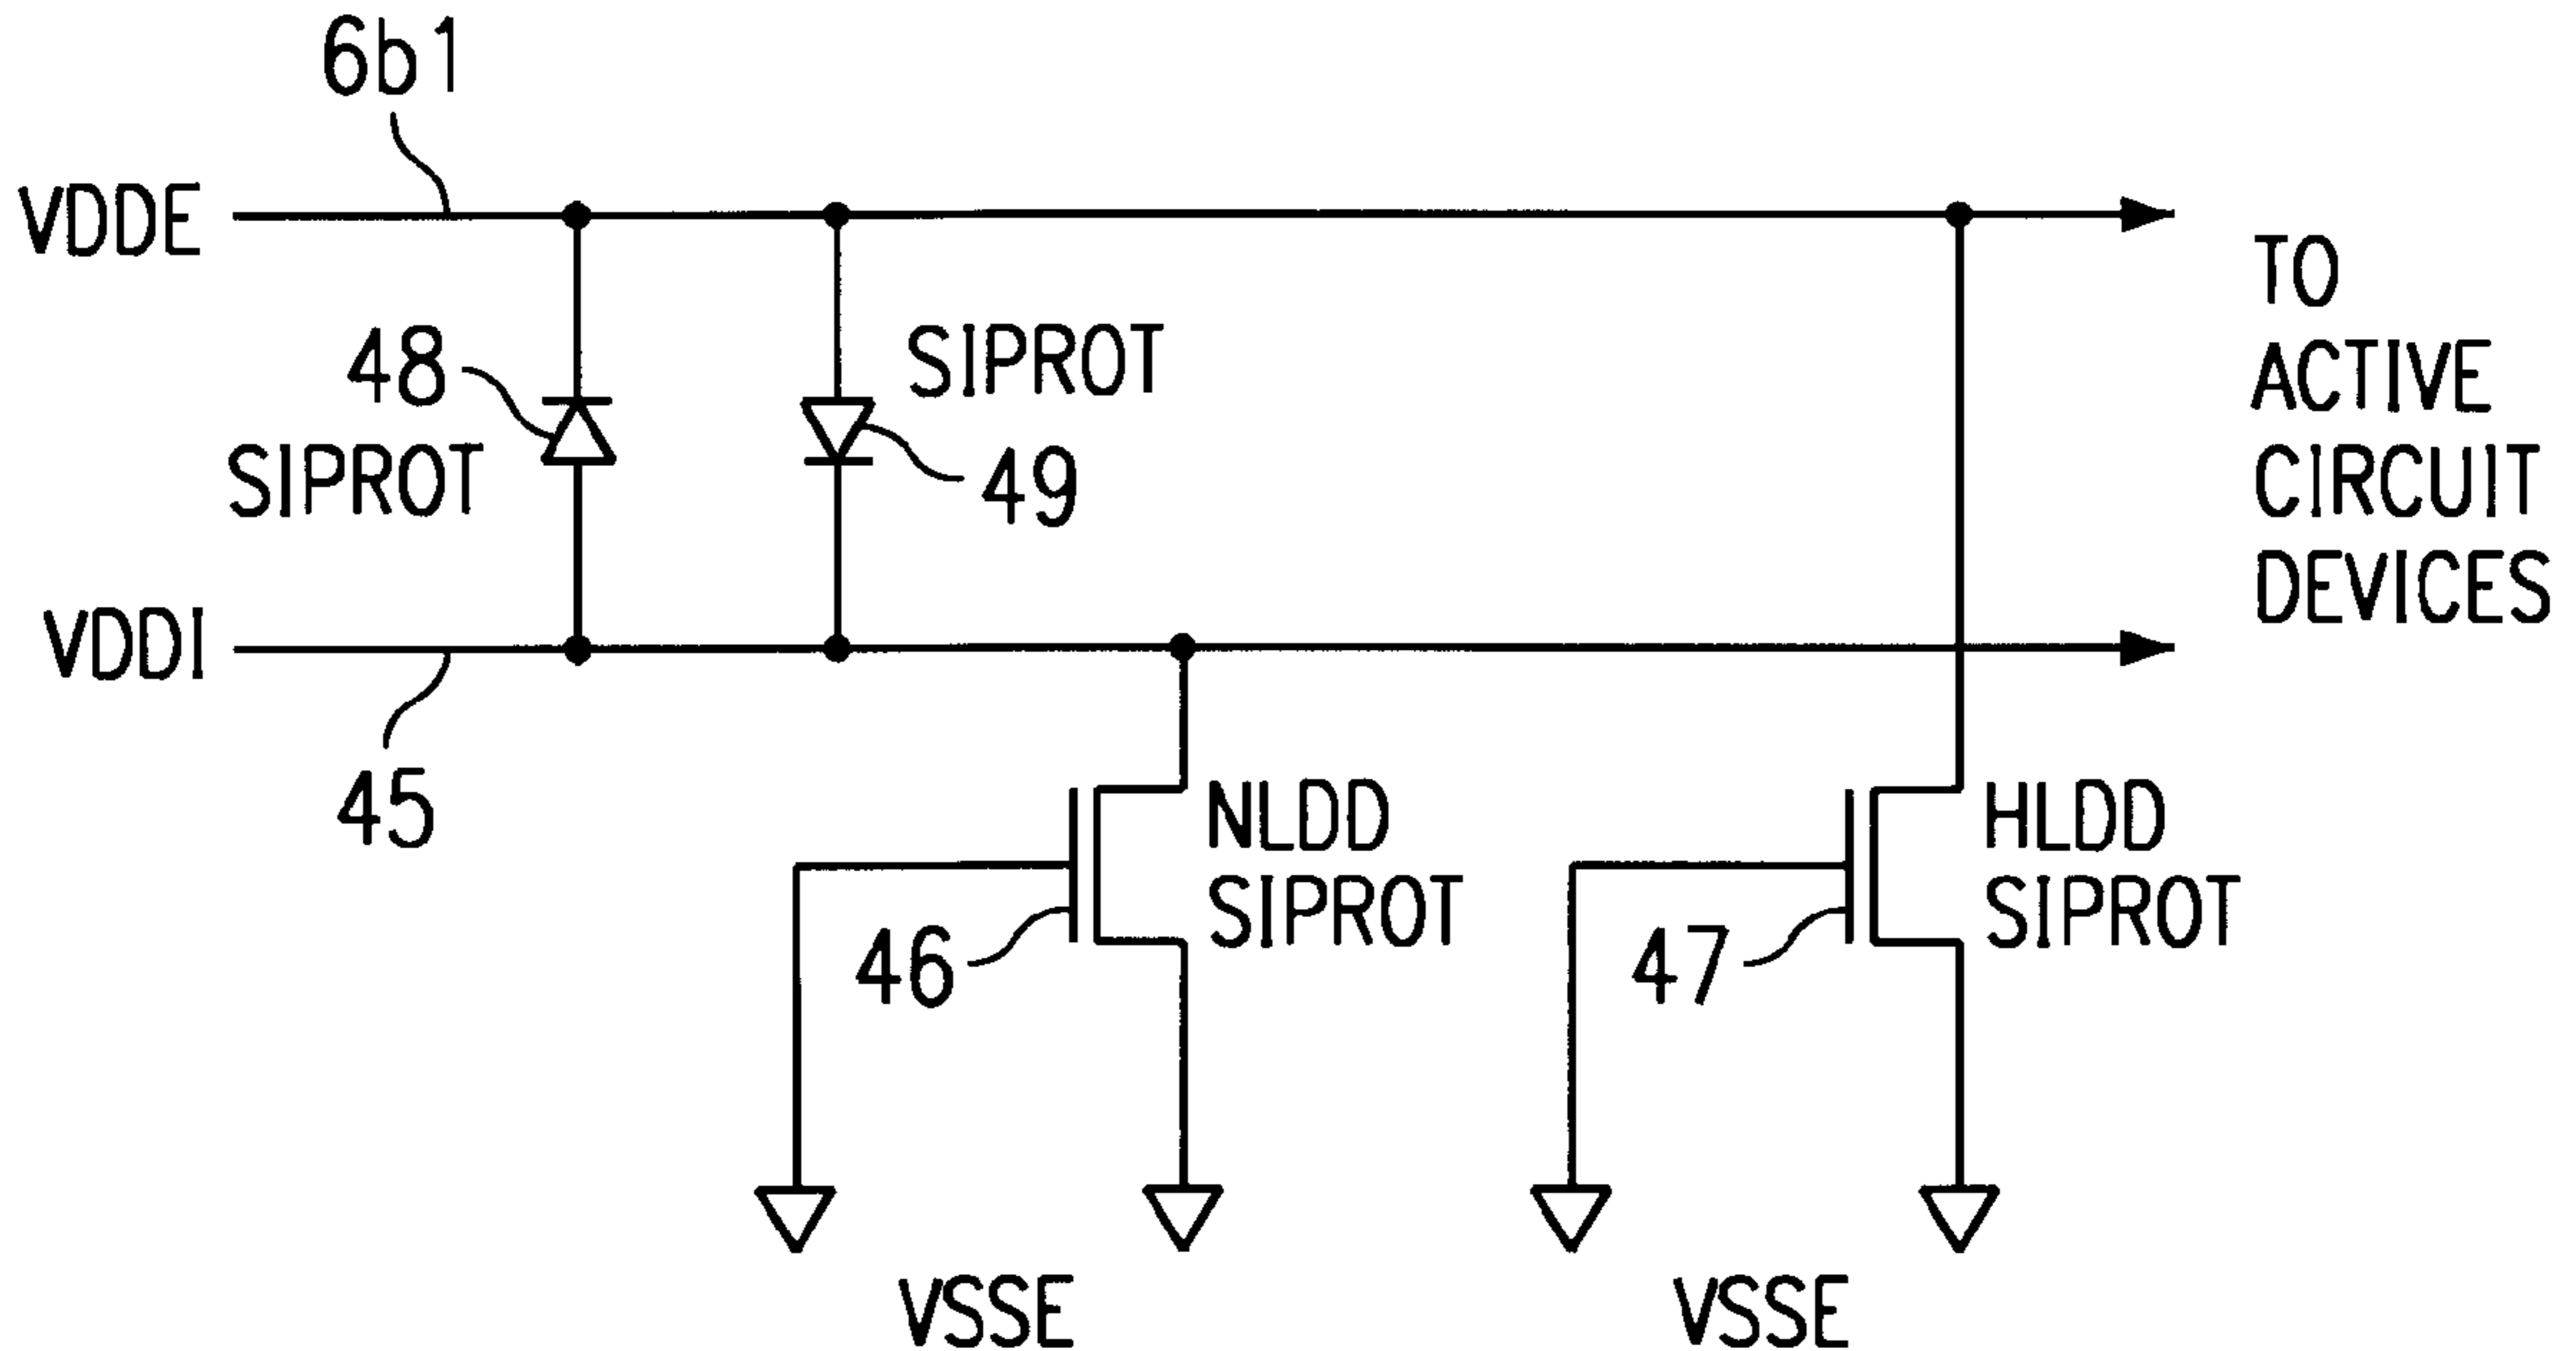 6b1
VDDE
TO
ACTIVE
CIRCUIT
DEVICES
48
SIPROT
SIPROT
49
VDDI
45
NLDD
SIPROT
46
HLDD
SIPROT
47
VSSE
VSSE